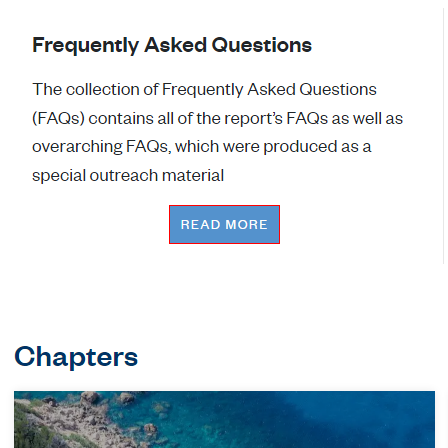 Frequently Asked Questions
The collection of Frequently Asked Questions
(FAQs) contains all of the report’s FAQs as well as
overarching FAQs, which were produced as a
special outreach material
READ MORE
Chapters